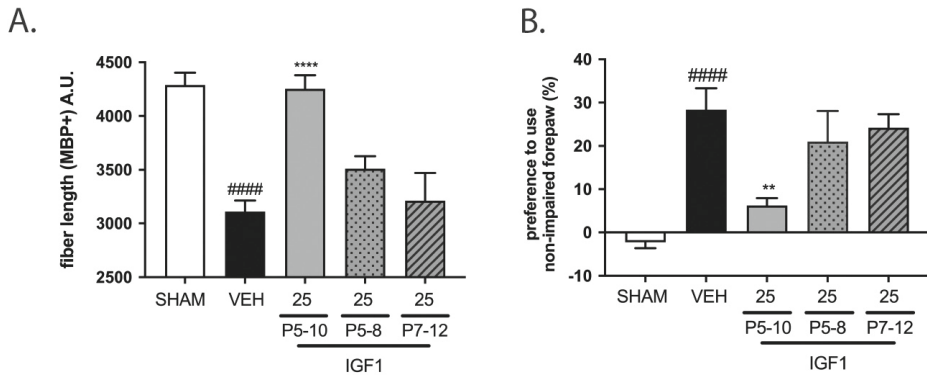 A.
fiber length (MBP+) A.U.
4500
4000
3500
3000
2500
####
****
SHAM
VEH
25
25
25
P5-10
P5-8
P7-12
IGF1
B.
preference to use
non-impaired forepaw (%)
40
30
20
10
0
-10
####
**
SHAM
VEH
25
25
25
P5-10
P5-8
P7-12
IGF1